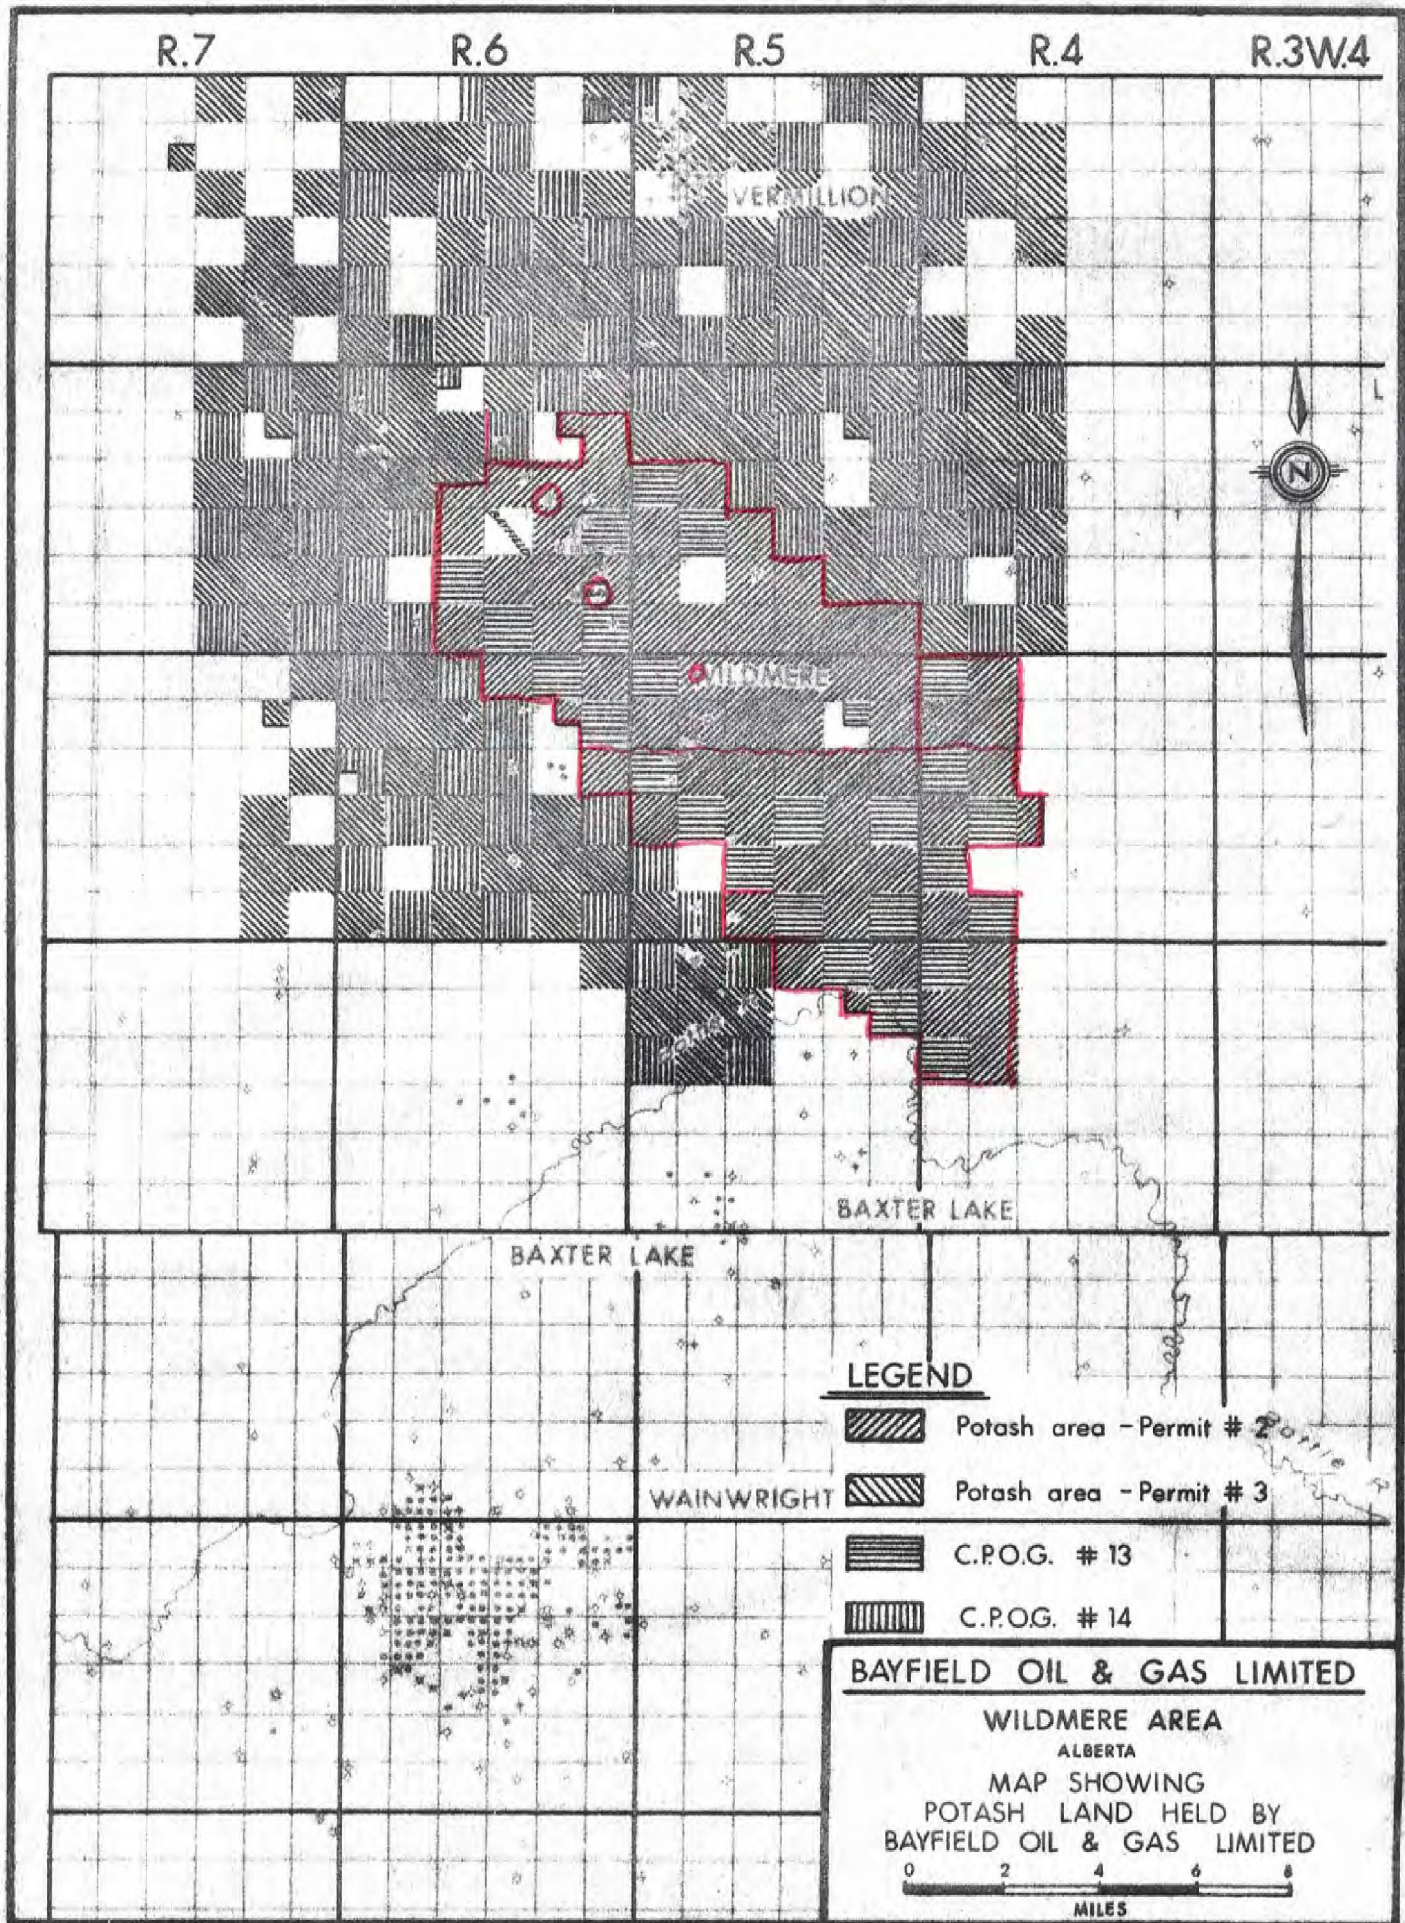 R.7 R.6 R.5 R.4 R.3W.4
VERMILLION
N
BAYFIELD
WILDMERE
BAXTER LAKE
BAXTER LAKE
LEGEND
Potash area - Permit # 2
WAINWRIGHT
Potash area - Permit # 3
C.P.O.G. # 13
C.P.O.G. # 14
BAYFIELD OIL & GAS LIMITED
WILDMERE AREA
ALBERTA
MAP SHOWING
POTASH LAND HELD BY
BAYFIELD OIL & GAS LIMITED
0 2 4 6 8
MILES